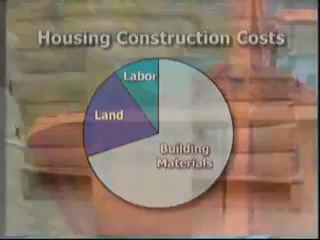 Housing Construction Costs
Labor
Land
Building
Materials